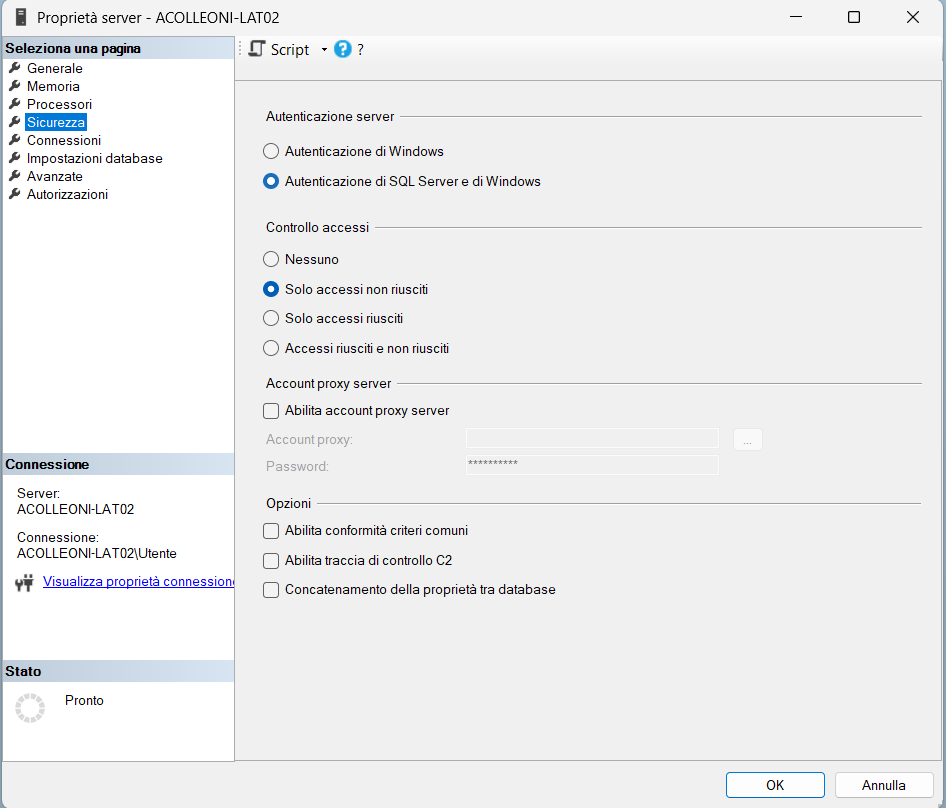 Proprietà server - ACOLLEONI-LAT02
Seleziona una pagina
Generale
Memoria
Processori
Sicurezza
Connessioni
Impostazioni database
Avanzate
Autorizzazioni
Connessione
Server:
ACOLLEONI-LAT02
Connessione:
ACOLLEONI-LAT02\Utente
Visualizza proprietà connessione
Stato
Pronto
Script ?
?
Autenticazione server
Autenticazione di Windows
Autenticazione di SQL Server e di Windows
Controllo accessi
Nessuno
Solo accessi non riusciti
Solo accessi riusciti
Accessi riusciti e non riusciti
Account proxy server
Abilita account proxy server
Account proxy:
...
Password:
**********
Opzioni
Abilita conformità criteri comuni
Abilita traccia di controllo C2
Concatenamento della proprietà tra database
OK
Annulla